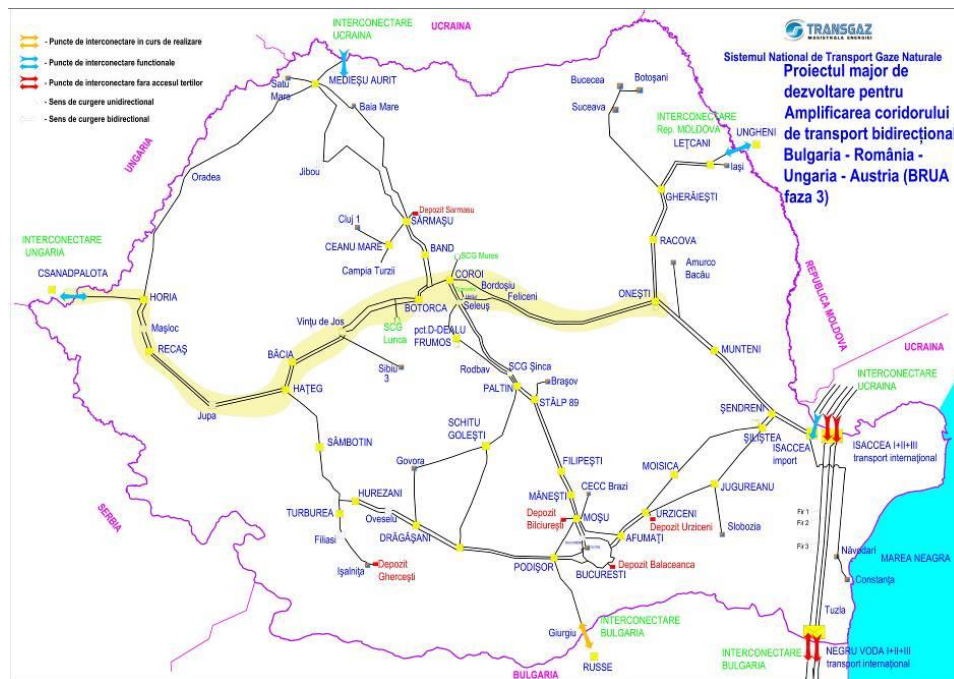 TRANSGAZ
MAGISTRALA ENERGIEI
Sistemul National de Transport Gaze Naturale
Proiectul major de
dezvoltare pentru
Amplificarea coridorului
de transport bidirecțional
Bulgaria - România -
Ungaria - Austria (BRUA
faza 3)
- Puncte de interconectare in curs de realizare
- Puncte de interconectare functionale
- Puncte de interconectare fara accesul tertilor
- Sens de curgere unidirectional
- Sens de curgere bidirectional
INTERCONECTARE
UCRAINA
UCRAINA
MEDIEȘU AURIT
Satu
Mare
Baia Mare
UNGARIA
Oradea
Jibou
Bucecea
Botoșani
Suceava
INTERCONECTARE
Rep. MOLDOVA
UNGHENI
LEȚCANI
Iași
GHERĂIEȘTI
Depozit Sarmasu
SĂRMAȘU
Cluj 1
CEANU MARE
Campia Turzii
BAND
SCG Mures
COROI
Bordoșiu
Feliceni
Seleuș
BOTORCA
RACOVA
Amurco
Bacău
ONEȘTI
REPUBLICA MOLDOVA
INTERCONECTARE
UNGARIA
CSANADPALOTA
HORIA
Mașloc
RECAȘ
Vințu de Jos
SCG
Lunca
pct.D-DEALU
FRUMOS
BĂCIA
HAȚEG
Sibiu
3
Rodbav
SCG Șinca
PALTIN
Brașov
STÂLP 89
MUNTENI
UCRAINA
INTERCONECTARE
UCRAINA
Jupa
SCHITU
GOLEȘTI
ȘENDRENI
SILIȘTEA
ISACCEA
import
ISACCEA I+II+III
transport internațional
SÂMBOTIN
Govora
FILIPEȘTI
MOISICA
CECC Brazi
JUGUREANU
HUREZANI
MĂNEȘTI
TURBUREA
Oveselu
Depozit
Bilciurești
MOȘU
URZICENI
Depozit Urziceni
Slobozia
Fir 1
Fir 2
Fir 3
SERBIA
Filiasi
DRĂGĂȘANI
AFUMAȚI
Năvodari
MAREA NEAGRA
Ișalnița
Depozit
Ghercești
PODIȘOR
BUCURESTI
Depozit Balaceanca
Constanța
Tuzla
Giurgiu
INTERCONECTARE
BULGARIA
RUSSE
BULGARIA
INTERCONECTARE
BULGARIA
NEGRU VODA I+II+III
transport internațional